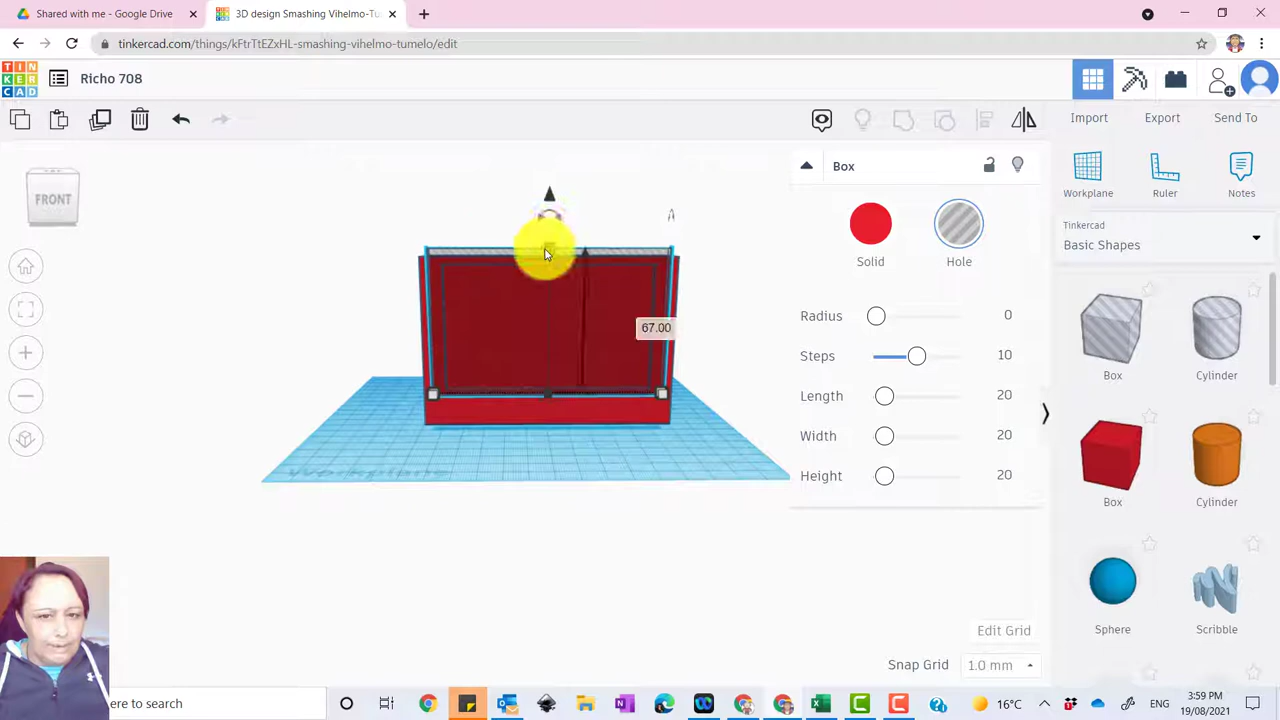 Shared with me - Google Drive
3D design Smashing Vihelmo-Tu
tinkercad.com/things/kFtrTtEZxHL-smashing-vihelmo-tumelo/edit
TIN
KER
CAD
Richo 708
Import
Export
Send To
FRONT
Box
Solid
Hole
Radius
0
Steps
10
Length
20
Width
20
Height
20
67.00
Workplane
Ruler
Notes
Tinkercad
Basic Shapes
Box
Cylinder
Box
Cylinder
Sphere
Scribble
Workplane
Edit Grid
Snap Grid
1.0 mm
ere to search
16°C
ENG
3:59 PM
19/08/2021